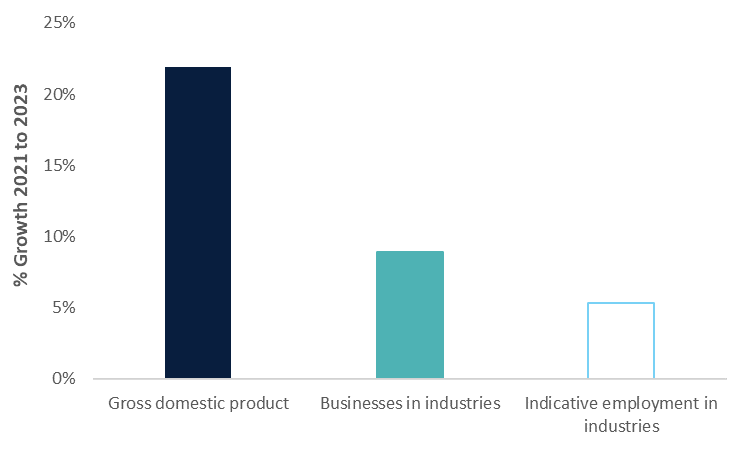 25%
20%
15%
10%
5%
0%
% Growth 2021 to 2023
Gross domestic product
Businesses in industries
Indicative employment in
industries